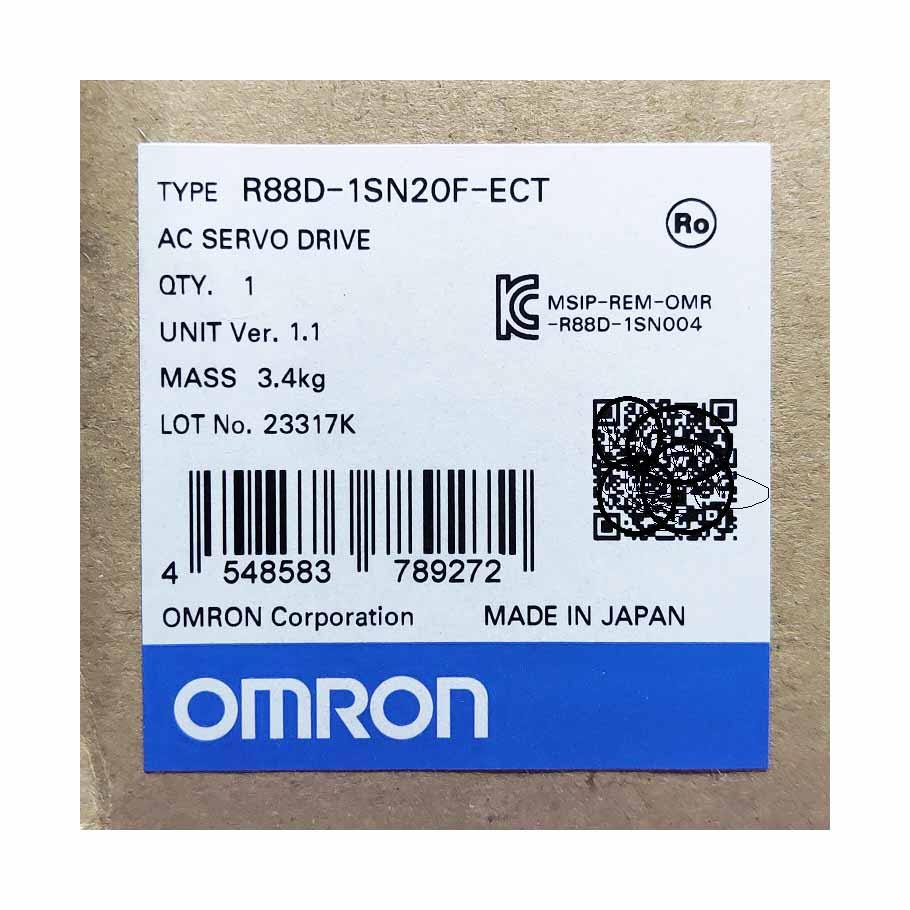 TYPE R88D-1SN20F-ECT
Ro
AC SERVO DRIVE
QTY. 1
MSIP-REM-OMR
-R88D-1SN004
UNIT Ver. 1.1
MASS 3.4kg
LOT No. 23317K
4 548583 789272
OMRON Corporation MADE IN JAPAN
OMRON